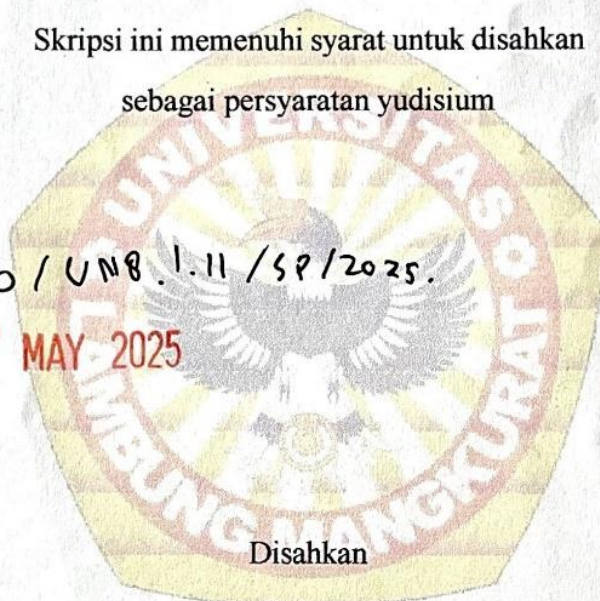 Skripsi ini memenuhi syarat untuk disahkan
sebagai persyaratan yudisium
UNIVERSITAS
/ UN8.1.11 /SP/2025.
MAY 2025
LAMBUNG MANGKURAT
Disahkan